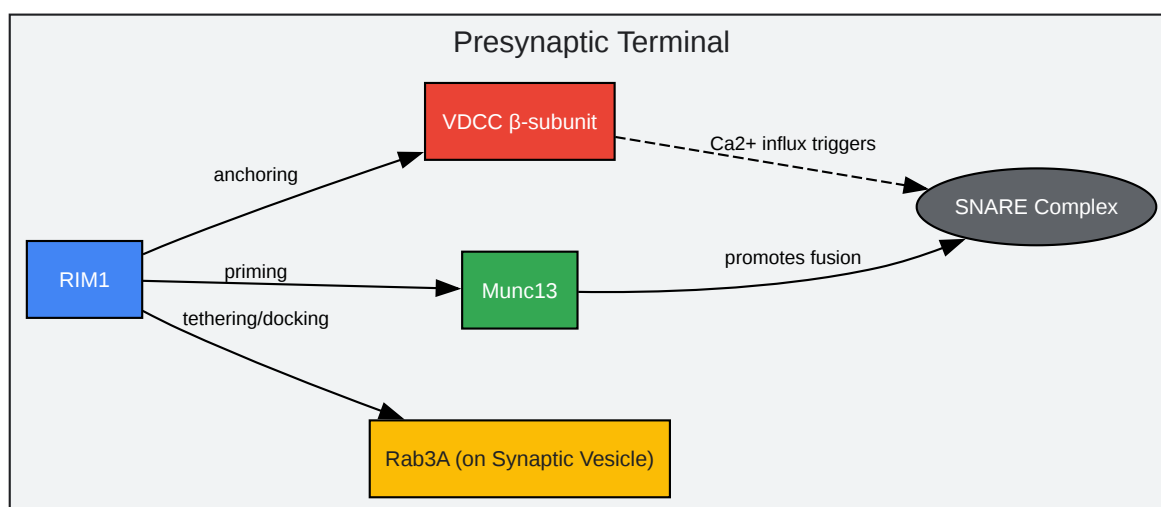 Presynaptic Terminal
VDCC β-subunit
Ca2+ influx triggers
anchoring
SNARE Complex
RIM1
priming
Munc13
promotes fusion
tethering/docking
Rab3A (on Synaptic Vesicle)